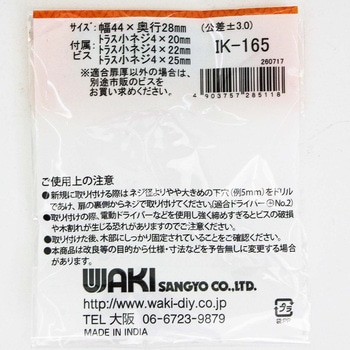 サイズ：幅44×奥行28mm （公差±3.0）
付属：トラス小ネジ4×20mm
ビス トラス小ネジ4×22mm
トラス小ネジ4×25mm
IK-165
260717
※適合扉厚以外の場合は、
別途市販のビスを
お買い求めください。
4 903757 285118
ご使用上の注意
●新規に取り付ける際はネジ径よりやや大きめの下穴（例5mm）をドリル
であけ、扉の裏側からネジで取付けてください。（適合ドライバー⊕No.2）
●取り付けの際、電動ドライバーなどを使用し強く締めすぎるとビスの破損
や木割れが生じる恐れがありますのでご注意ください。
●取り付けた後、木部にしっかり固定されていることをご確認ください。
●本商品は改良等の目的から仕様・寸法などを予告無しに変更する場合
が有ります。
WAKI SANGYO CO.,LTD.
http://www.waki-diy.co.jp
TEL 大阪 06-6723-9879
MADE IN INDIA
プラ